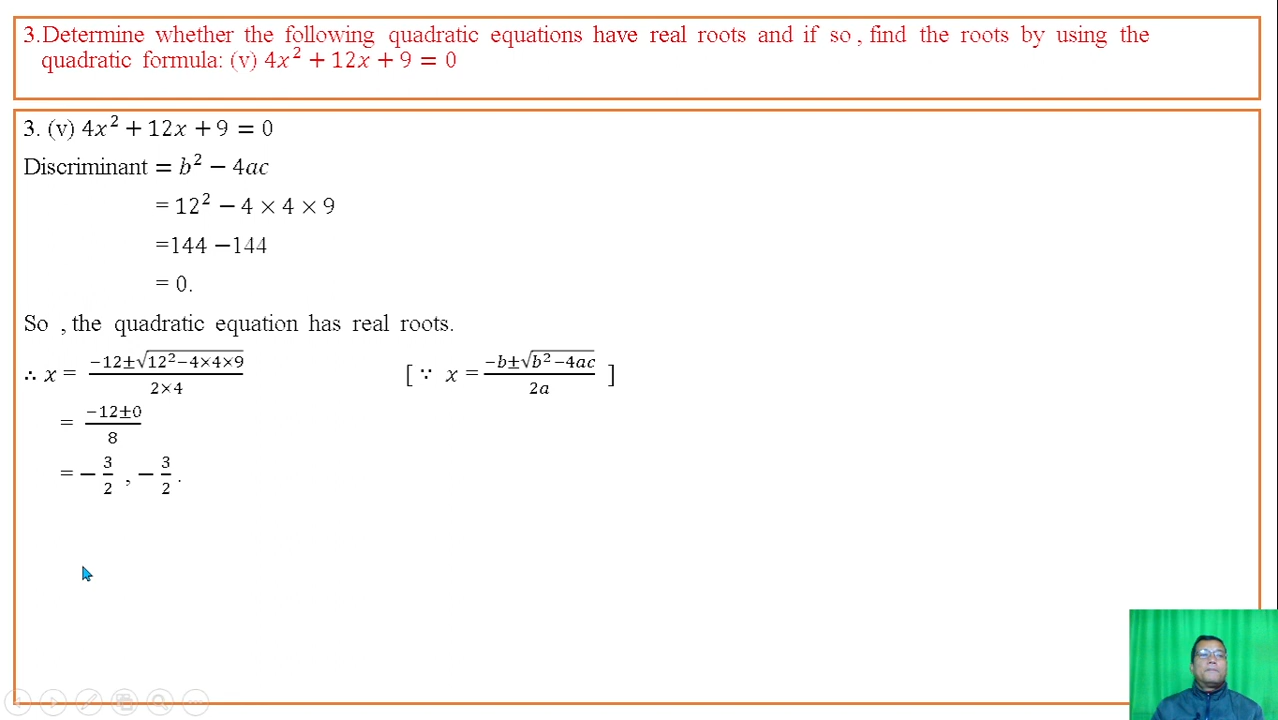 3.Determine whether the following quadratic equations have real roots and if so , find the roots by using the
quadratic formula: (v) 4x² + 12x + 9 = 0
3. (v) 4x² + 12x + 9 = 0
Discriminant = b² − 4ac
= 12² − 4 × 4 × 9
=144 −144
= 0.
So , the quadratic equation has real roots.
∴ x = (−12±√(12²−4×4×9))/(2×4) [ ∵ x = (−b±√(b²−4ac))/(2a) ]
= (−12±0)/8
= − 3/2 , − 3/2 .